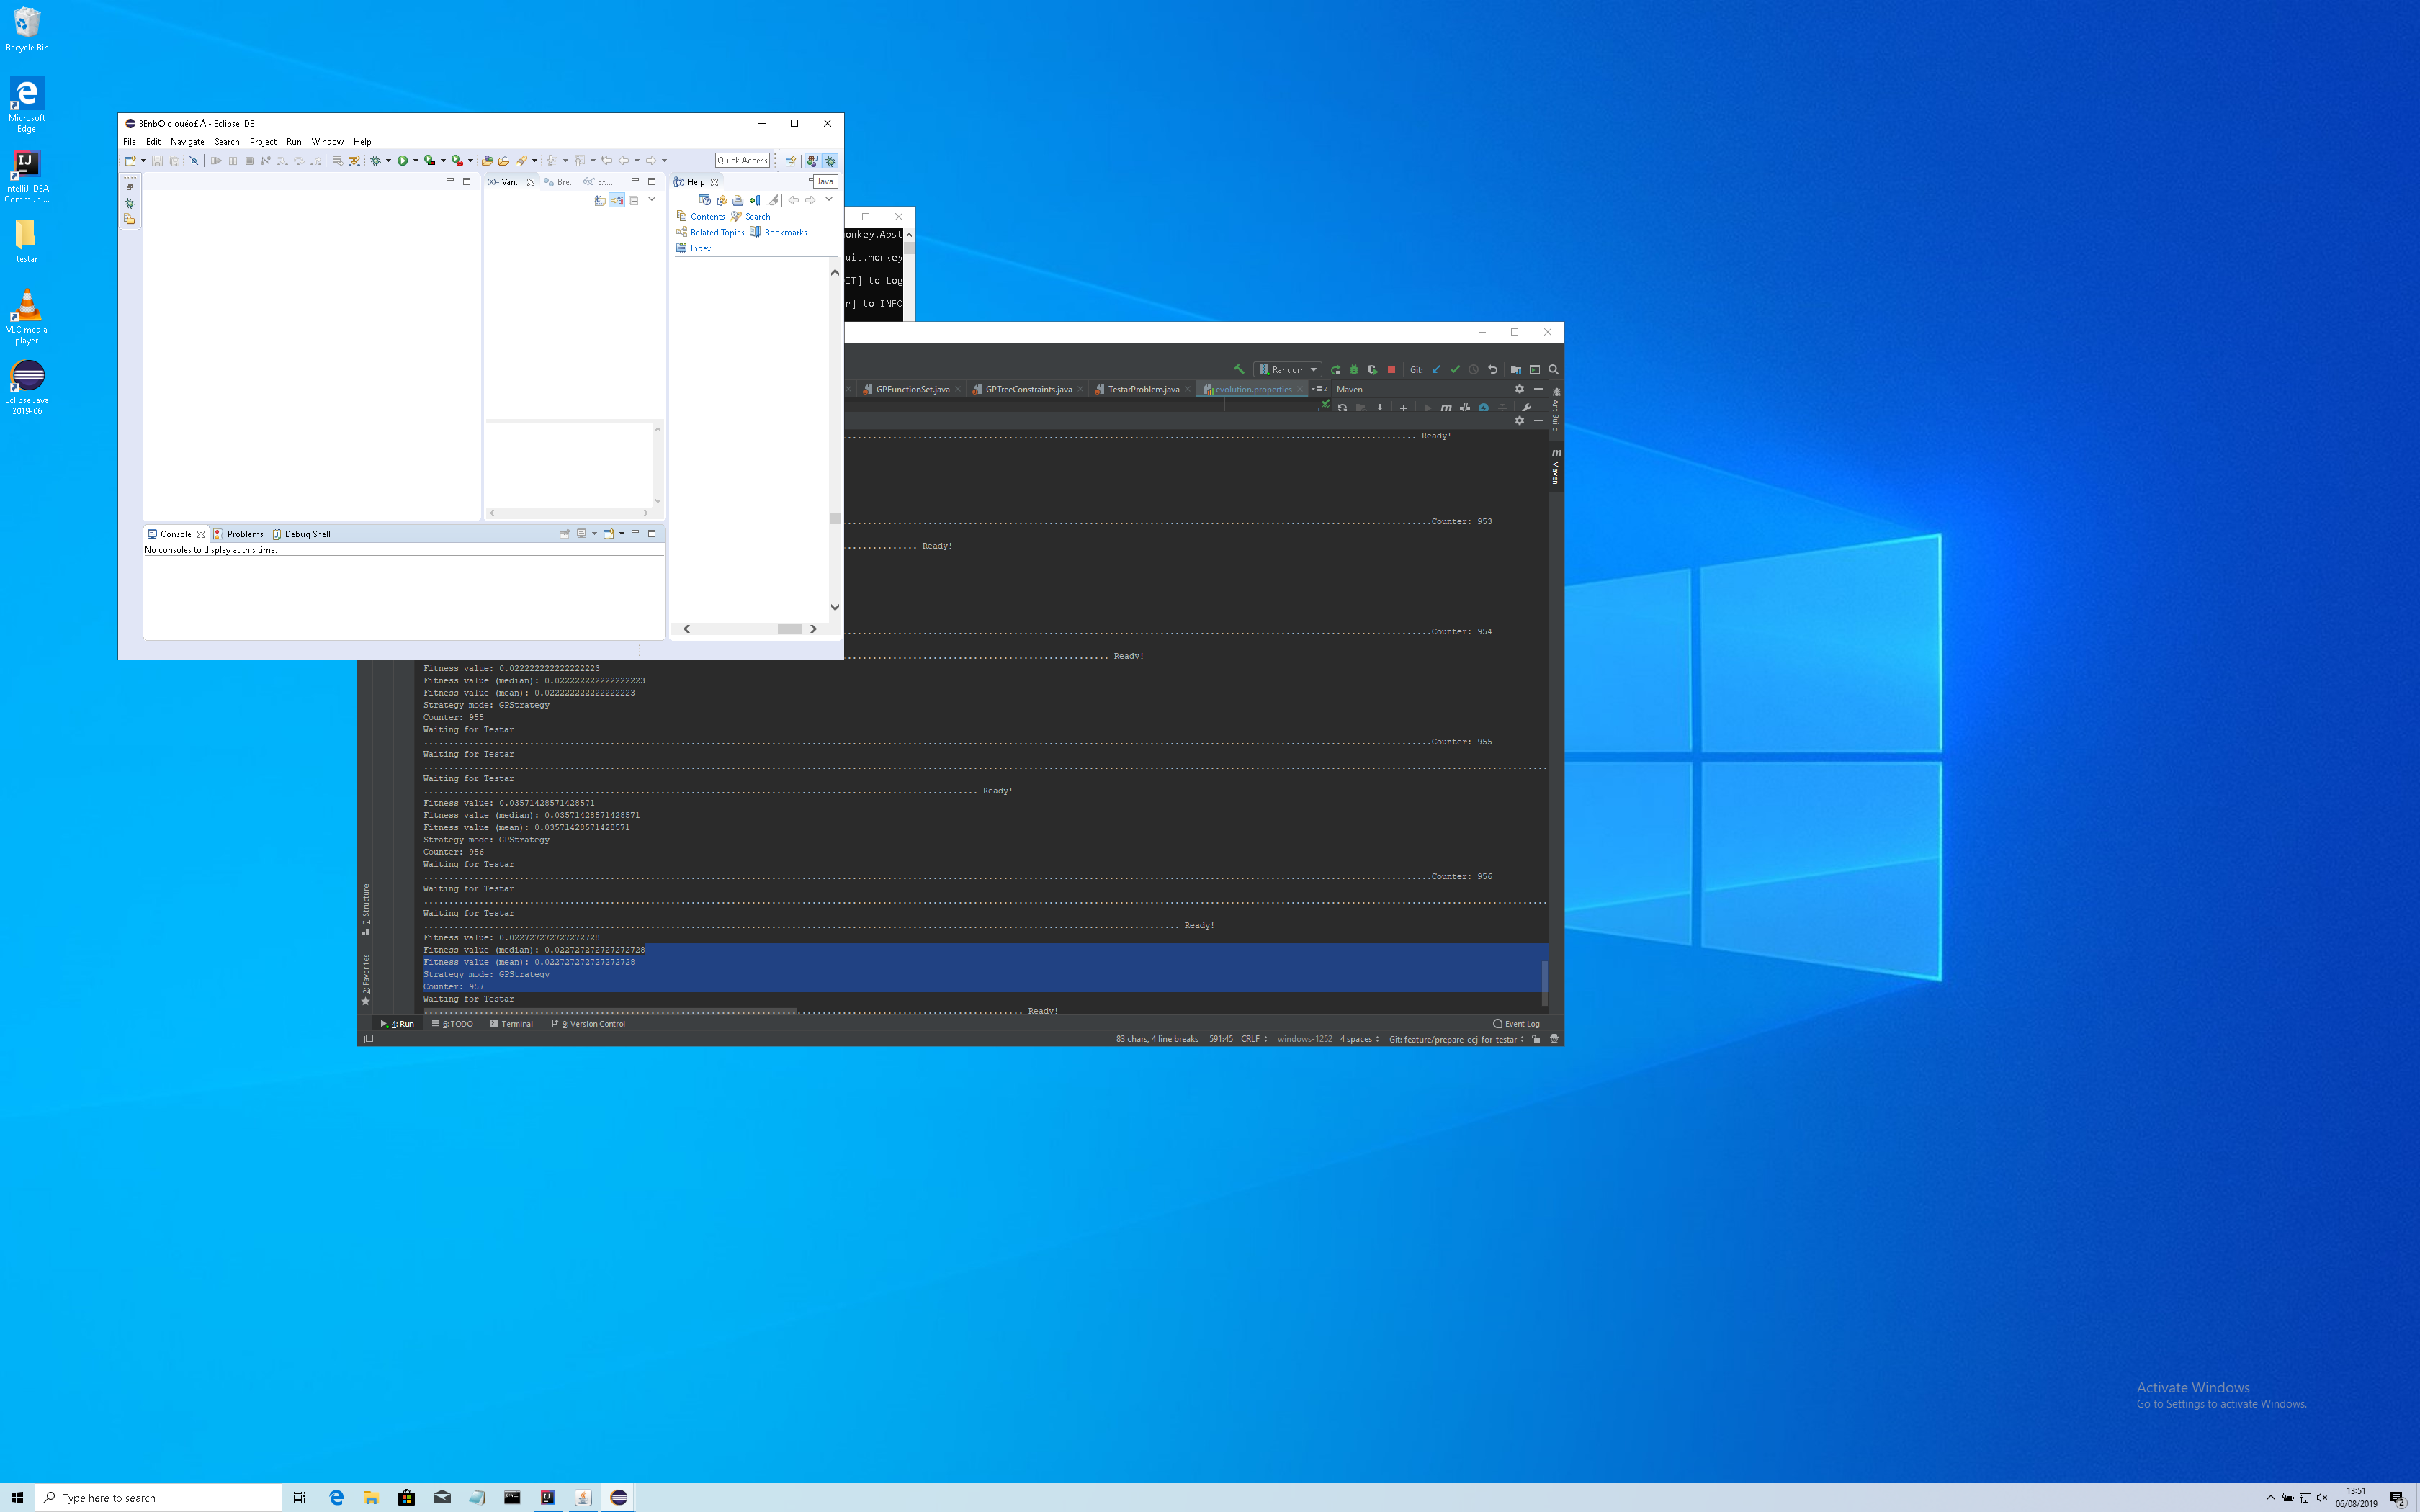 Recycle Bin
Microsoft
Edge
IntelliJ IDEA
Communi...
testar
VLC media
player
Eclipse Java
2019-06
3EnbOlo ouéo£Ä - Eclipse IDE
File Edit Navigate Search Project Run Window Help
Quick Access
Vari... Bre... Ex... Help Java
Contents Search
Related Topics Bookmarks
Index
Console Problems Debug Shell
No consoles to display at this time.
onkey.Abst
uit.monkey
IT] to Log
r] to INFO
Random Git:
GPFunctionSet.java GPTreeConstraints.java TestarProblem.java evolution.properties Maven
Ant Build
Maven
Ready!
Counter: 953
Ready!
Counter: 954
Ready!
Fitness value: 0.022222222222222223
Fitness value (median): 0.022222222222222223
Fitness value (mean): 0.022222222222222223
Strategy mode: GPStrategy
Counter: 955
Waiting for Testar
Counter: 955
Waiting for Testar
Waiting for Testar
Ready!
Fitness value: 0.03571428571428571
Fitness value (median): 0.03571428571428571
Fitness value (mean): 0.03571428571428571
Strategy mode: GPStrategy
Counter: 956
Waiting for Testar
Counter: 956
Waiting for Testar
Waiting for Testar
Ready!
Fitness value: 0.022727272727272728
Fitness value (median): 0.022727272727272728
Fitness value (mean): 0.022727272727272728
Strategy mode: GPStrategy
Counter: 957
Waiting for Testar
Ready!
7: Structure
2: Favorites
4: Run 6: TODO Terminal 9: Version Control Event Log
83 chars, 4 line breaks 591:45 CRLF windows-1252 4 spaces Git: feature/prepare-ecj-for-testar
Activate Windows
Go to Settings to activate Windows.
Type here to search
13:51
06/08/2019
2